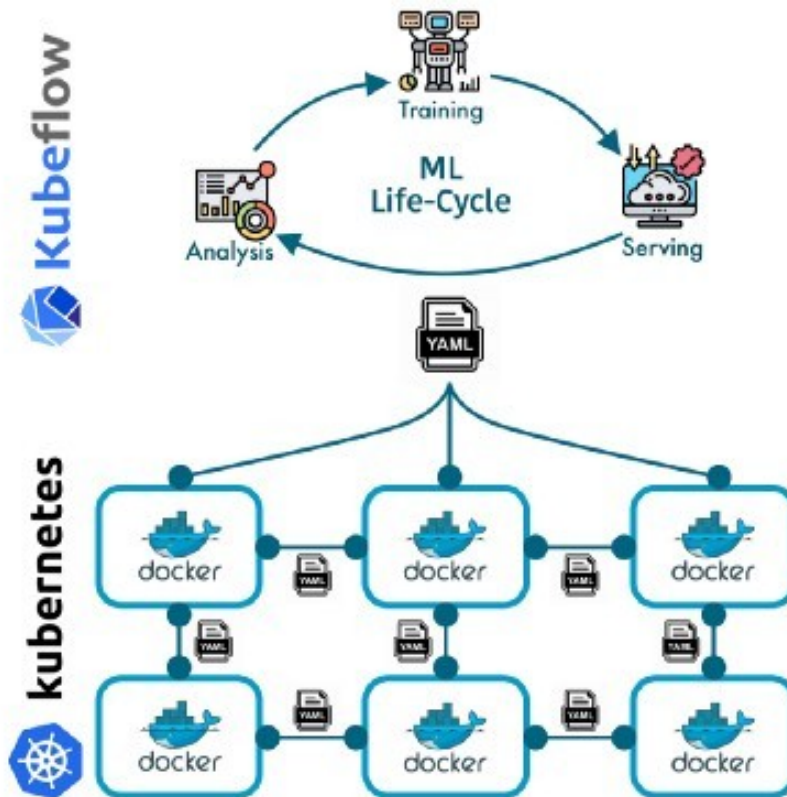 Kubeflow
Training
ML
Life-Cycle
Analysis
Serving
YAML
kubernetes
docker
docker
docker
YAML
YAML
YAML
YAML
YAML
YAML
YAML
docker
docker
docker